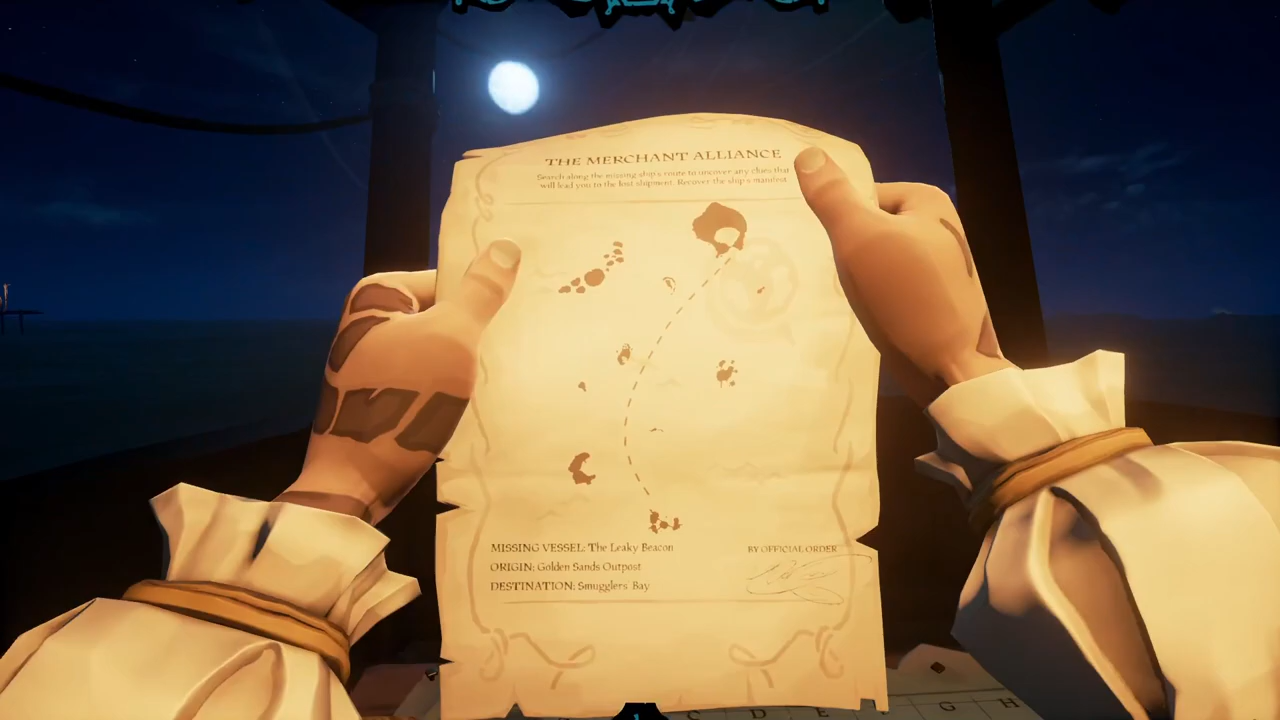 THE MERCHANT ALLIANCE
Search along the missing ship's route to uncover any clues that
will lead you to the lost shipment. Recover the ship's manifest.
MISSING VESSEL: The Leaky Beacon
BY OFFICIAL ORDER
ORIGIN: Golden Sands Outpost
DESTINATION: Smugglers' Bay
C D E G H